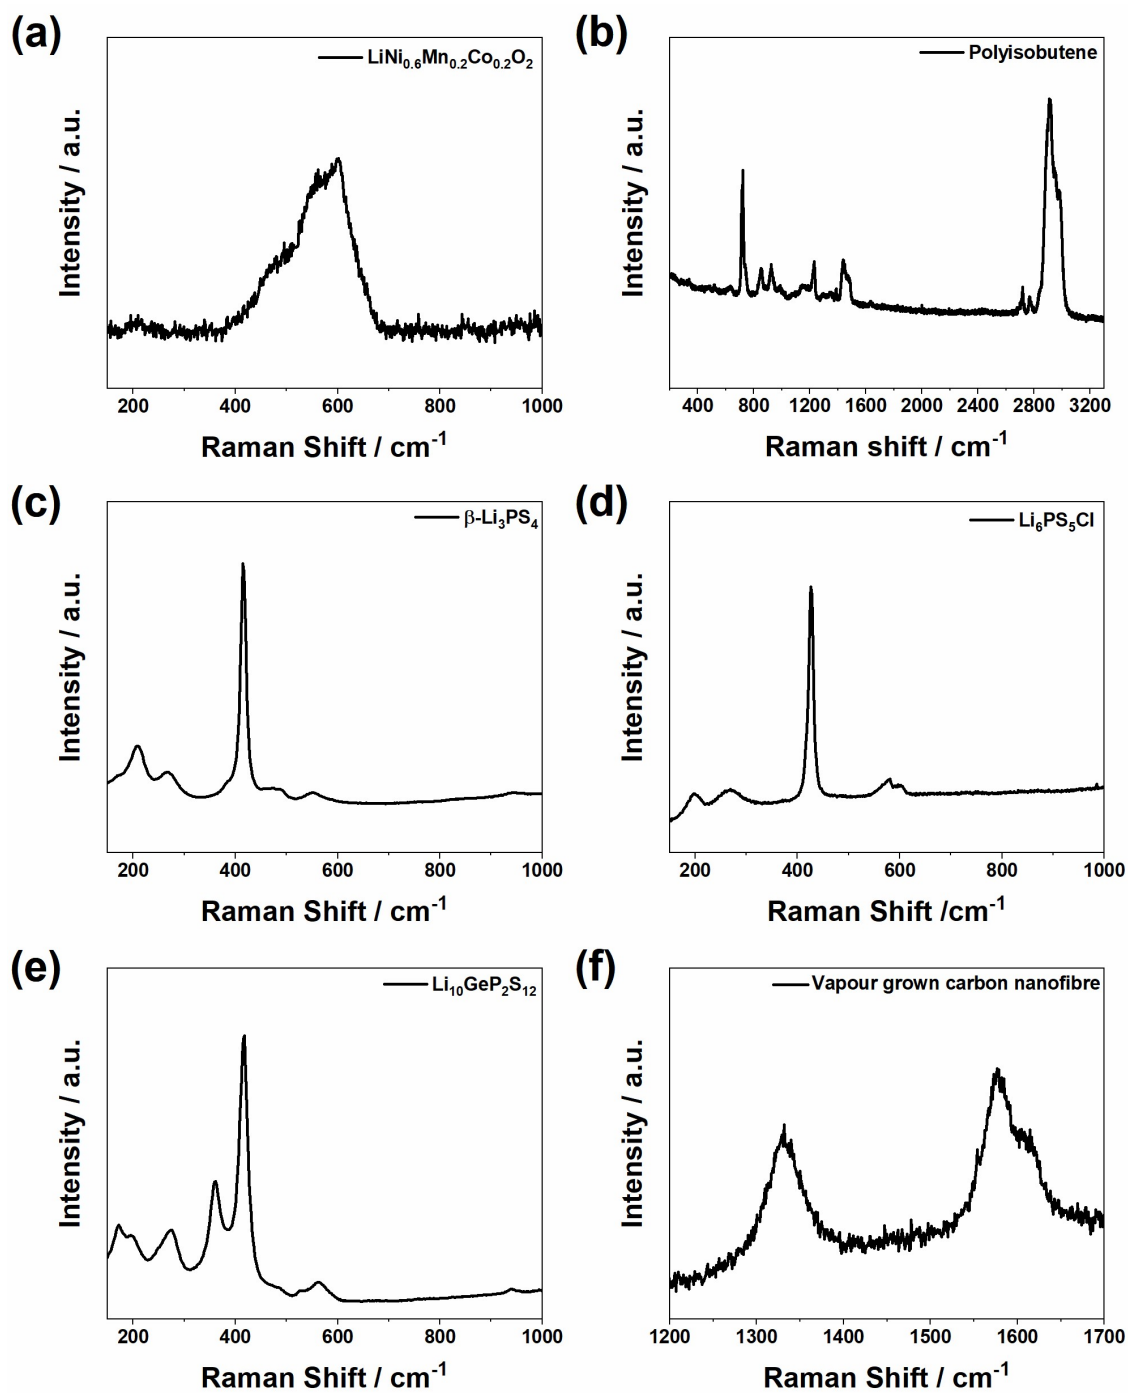 (a)
LiNi0.6Mn0.2Co0.2O2
Intensity / a.u.
200 400 600 800 1000
Raman Shift / cm-1
(b)
Polyisobutene
Intensity / a.u.
400 800 1200 1600 2000 2400 2800 3200
Raman shift / cm-1
(c)
β-Li3PS4
Intensity / a.u.
200 400 600 800 1000
Raman Shift / cm-1
(d)
Li6PS5Cl
Intensity / a.u.
200 400 600 800 1000
Raman Shift /cm-1
(e)
Li10GeP2S12
Intensity / a.u.
200 400 600 800 1000
Raman Shift / cm-1
(f)
Vapour grown carbon nanofibre
Intensity / a.u.
1200 1300 1400 1500 1600 1700
Raman Shift / cm-1